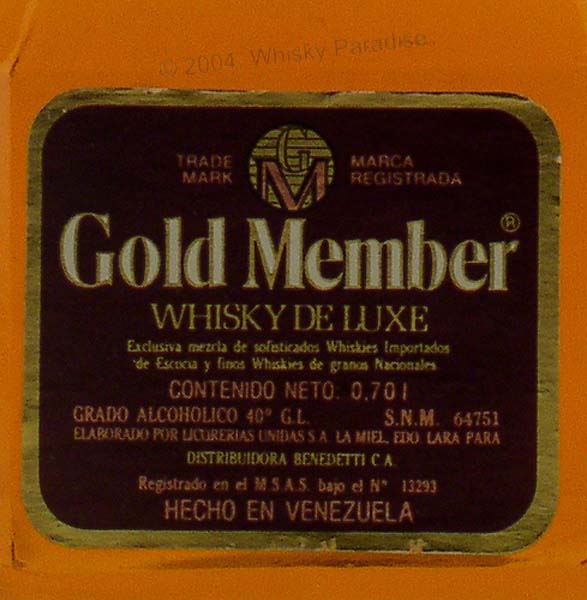 © 2004, Whisky Paradise
TRADE MARK
GM
MARCA REGISTRADA
Gold Member®
WHISKY DE LUXE
Exclusiva mezcla de sofisticados Whiskies Importados
de Escocia y finos Whiskies de granos Nacionales
CONTENIDO NETO: 0,70 l
GRADO ALCOHOLICO 40° G.L. S.N.M. 64751
ELABORADO POR LICORERIAS UNIDAS S.A. LA MIEL, EDO. LARA PARA
DISTRIBUIDORA BENEDETTI C.A.
Registrado en el M.S.A.S. bajo el N° 13293
HECHO EN VENEZUELA